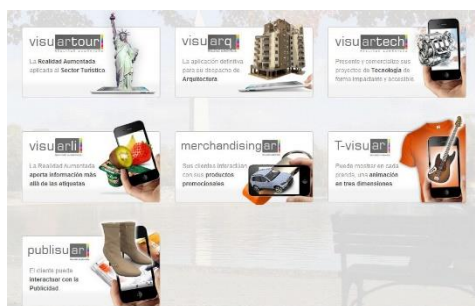 visuartour
La Realidad Aumentada
aplicada al Sector Turístico
visuarq
La aplicación definitiva
para su despacho de
Arquitectura
visuartech
Presente y comercialize sus
proyectos de Tecnología de
forma impactante y accesible
visuarli
La Realidad Aumentada
aporta información más
allá de las etiquetas
merchandisingar
Sus clientes interactúan
con sus productos
promocionales
T-visuar
Puede mostrar en cada
prenda, una animación
en tres dimensiones
publisuar
El cliente puede
interactuar con la
Publicidad